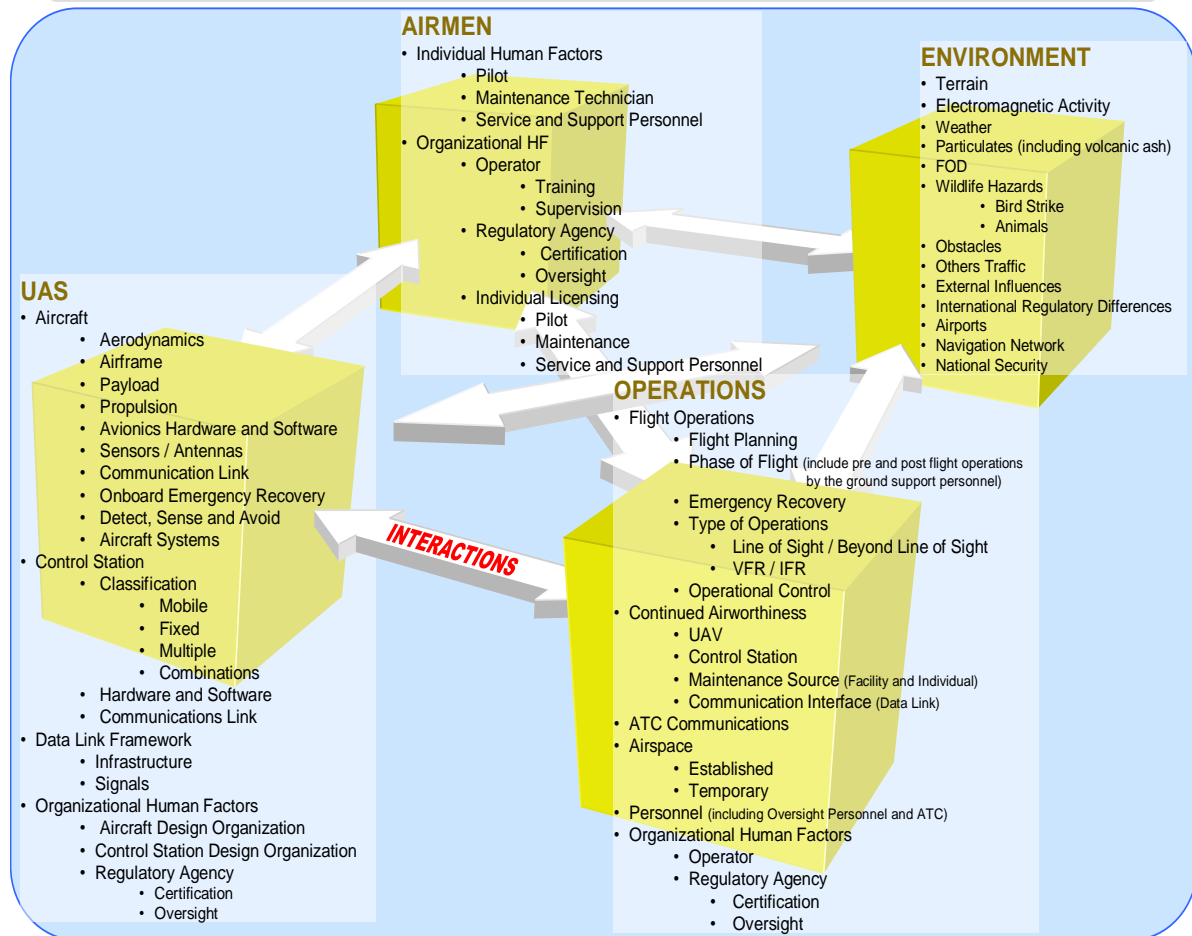 AIRMEN
• Individual Human Factors
• Pilot
• Maintenance Technician
• Service and Support Personnel
• Organizational HF
• Operator
• Training
• Supervision
• Regulatory Agency
• Certification
• Oversight
• Individual Licensing
• Pilot
• Maintenance
• Service and Support Personnel
ENVIRONMENT
• Terrain
• Electromagnetic Activity
• Weather
• Particulates (including volcanic ash)
• FOD
• Wildlife Hazards
• Bird Strike
• Animals
• Obstacles
• Others Traffic
• External Influences
• International Regulatory Differences
• Airports
• Navigation Network
• National Security
UAS
• Aircraft
• Aerodynamics
• Airframe
• Payload
• Propulsion
• Avionics Hardware and Software
• Sensors / Antennas
• Communication Link
• Onboard Emergency Recovery
• Detect, Sense and Avoid
• Aircraft Systems
• Control Station
• Classification
• Mobile
• Fixed
• Multiple
• Combinations
• Hardware and Software
• Communications Link
• Data Link Framework
• Infrastructure
• Signals
• Organizational Human Factors
• Aircraft Design Organization
• Control Station Design Organization
• Regulatory Agency
• Certification
• Oversight
INTERACTIONS
OPERATIONS
• Flight Operations
• Flight Planning
• Phase of Flight (include pre and post flight operations
by the ground support personnel)
• Emergency Recovery
• Type of Operations
• Line of Sight / Beyond Line of Sight
• VFR / IFR
• Operational Control
• Continued Airworthiness
• UAV
• Control Station
• Maintenance Source (Facility and Individual)
• Communication Interface (Data Link)
• ATC Communications
• Airspace
• Established
• Temporary
• Personnel (including Oversight Personnel and ATC)
• Organizational Human Factors
• Operator
• Regulatory Agency
• Certification
• Oversight